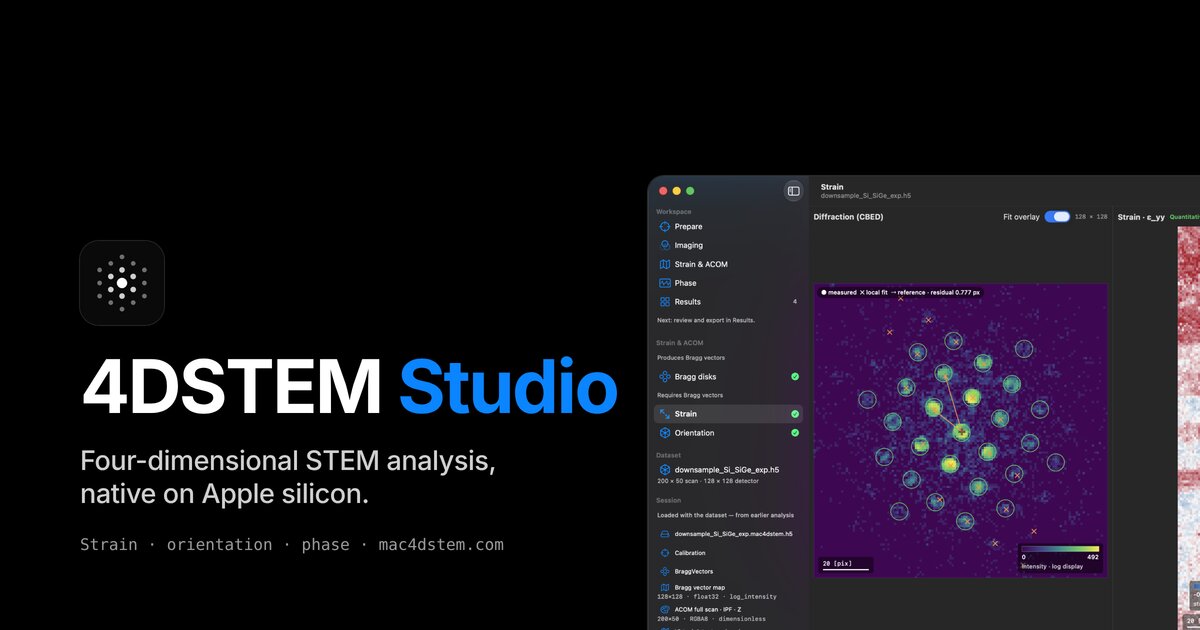 4DSTEM Studio
Four-dimensional STEM analysis,
native on Apple silicon.
Strain · orientation · phase · mac4dstem.com
Workspace
Prepare
Imaging
Strain & ACOM
Phase
Results 4
Next: review and export in Results.
Strain & ACOM
Produces Bragg vectors
Bragg disks
Requires Bragg vectors
Strain
Orientation
Dataset
downsample_Si_SiGe_exp.h5
200 × 50 scan · 128 × 128 detector
Session
Loaded with the dataset — from earlier analysis
downsample_Si_SiGe_exp.mac4dstem.h5
Calibration
BraggVectors
Bragg vector map
128×128 · float32 · log_intensity
ACOM full scan · IPF · Z
200×50 · RGBA8 · dimensionless
Strain
downsample_Si_SiGe_exp.h5
Diffraction (CBED)
Fit overlay 128 × 128
measured × local fit → reference · residual 0.777 px
20 [pix]
0 492
Intensity · log display
Strain · ε_yy
20